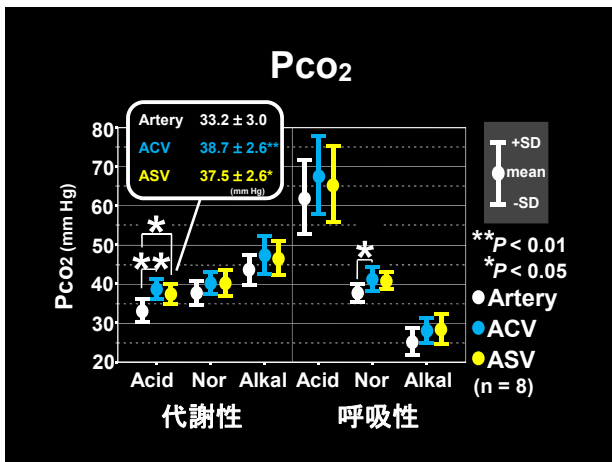 Pco₂
Artery 33.2 ± 3.0
ACV 38.7 ± 2.6**
ASV 37.5 ± 2.6*
(mm Hg)
+SD
mean
-SD
**P < 0.01
*P < 0.05
Artery
ACV
ASV
(n = 8)
Pco₂ (mm Hg)
80
70
60
50
40
30
20
*
**
*
Acid Nor Alkal Acid Nor Alkal
代謝性 呼吸性